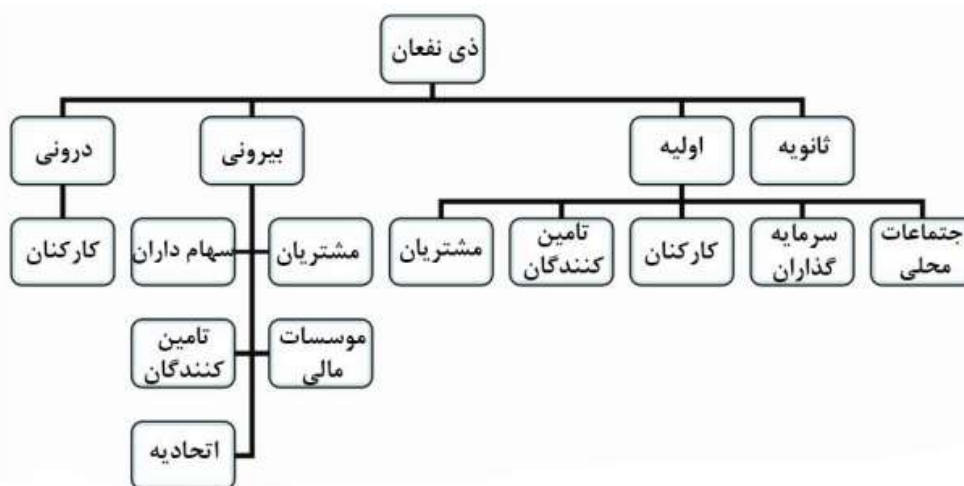 ذی نفعان
ثانویه
اولیه
بیرونی
درونی
جتماعات
محلی
سرمایه
گذاران
کارکنان
تامین
کنندگان
مشتریان
مشتریان
سهام داران
کارکنان
موسسات
مالی
تامین
کنندگان
اتحادیه